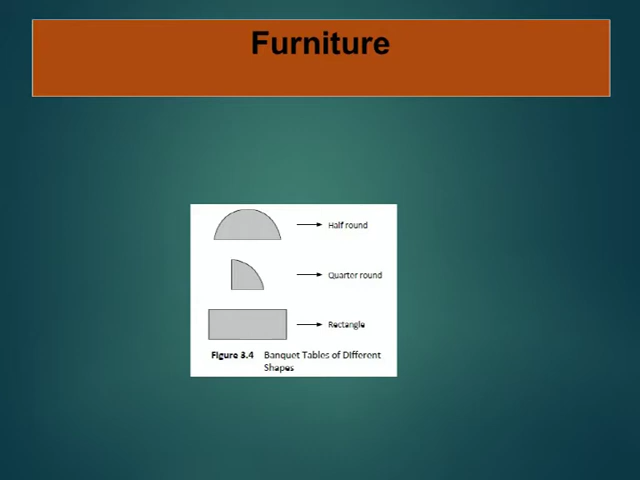 Furniture
Half round
Quarter round
Rectangle
Figure 3.4 Banquet Tables of Different
Shapes